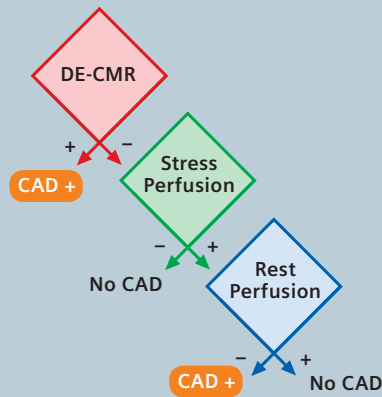 DE-CMR
+ –
CAD +
Stress
Perfusion
– +
No CAD
Rest
Perfusion
– +
CAD +
No CAD